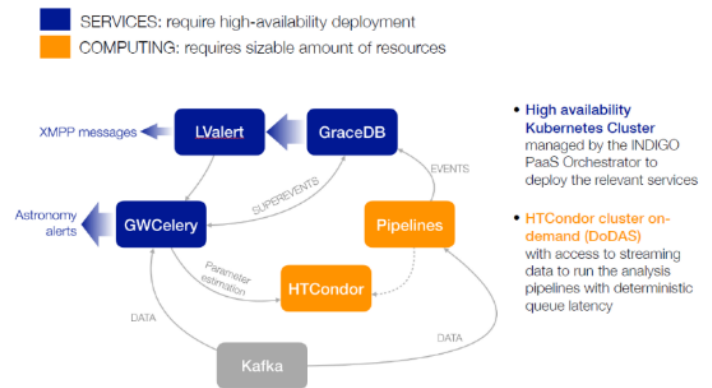 SERVICES: require high-availability deployment
COMPUTING: requires sizable amount of resources
XMPP messages
LValert
GraceDB
EVENTS
SUPEREVENTS
Astronomy
alerts
GWCelery
Pipelines
Parameter
estimation
HTCondor
DATA
DATA
Kafka
• High availability
Kubernetes Cluster
managed by the INDIGO
PaaS Orchestrator to
deploy the relevant services
• HTCondor cluster on-
demand (DoDAS)
with access to streaming
data to run the analysis
pipelines with deterministic
queue latency